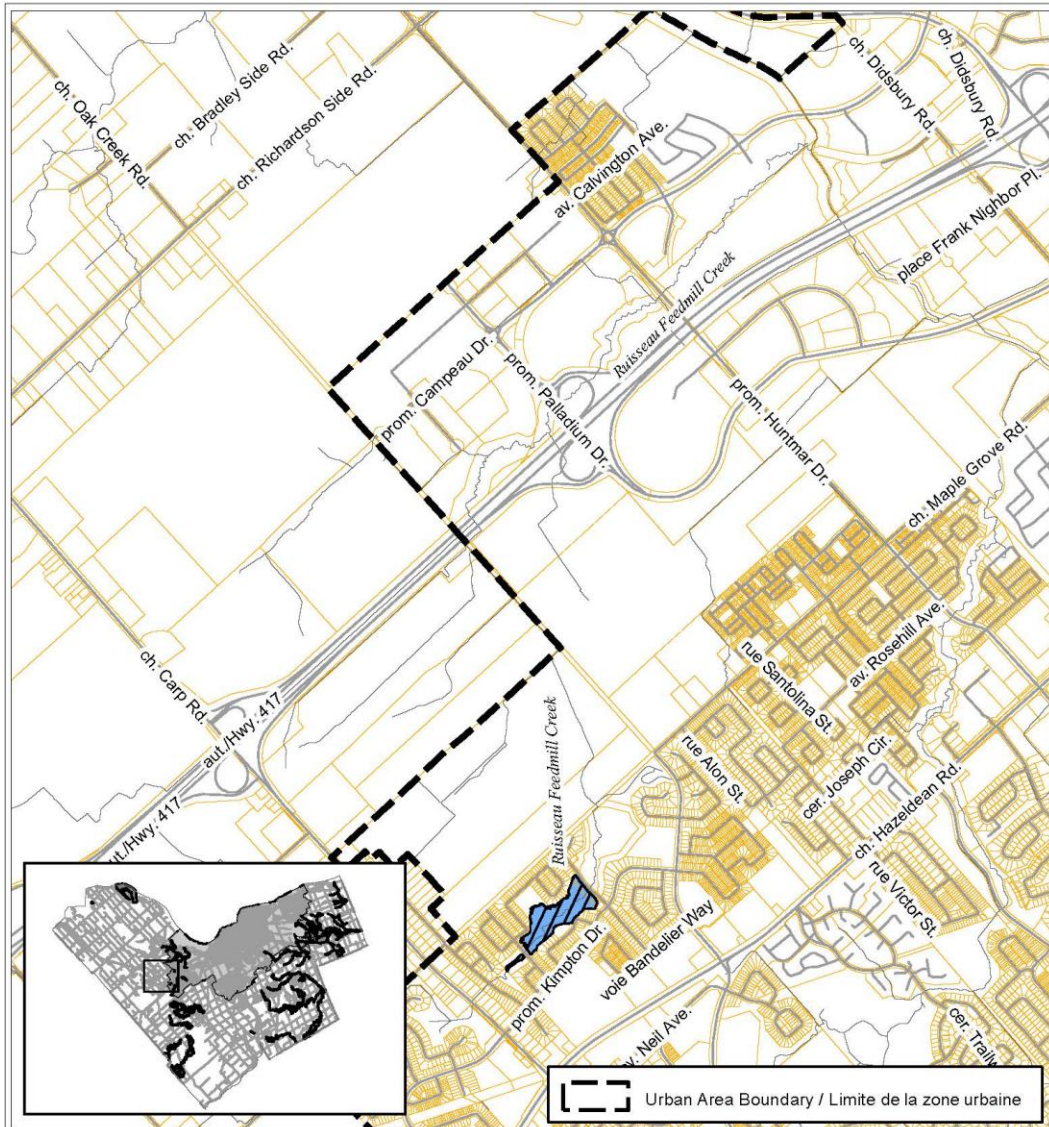 ch. Bradley Side Rd.
ch. Didsbury Rd.
ch. Didsbury Rd.
ch. Oak Creek Rd.
ch. Richardson Side Rd.
av. Calvington Ave.
place Frank Nighbor Pl.
Ruisseau Feedmill Creek
prom. Campeau Dr.
prom. Palladium Dr.
prom. Huntmar Dr.
ch. Maple Grove Rd.
ch. Carp Rd.
aut./Hwy. 417
rue Santolina St.
av. Rosehill Ave.
Ruisseau Feedmill Creek
rue Alon St.
cer. Joseph Cir.
ch. Hazeldean Rd.
aut./Hwy. 417
rue Victor St.
voie Bandelier Way
prom. Kimpton Dr.
av. Neil Ave.
cer. Trailw
Urban Area Boundary / Limite de la zone urbaine